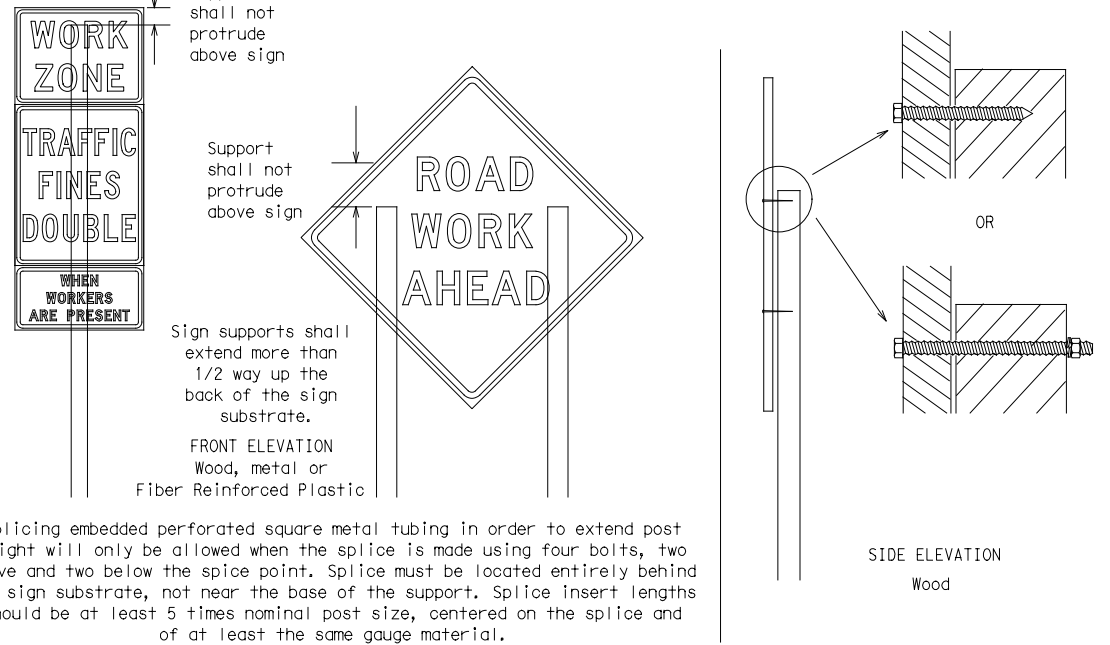 shall not
protrude
above sign
WORK
ZONE
TRAFFIC
FINES
DOUBLE
WHEN
WORKERS
ARE PRESENT
Support
shall not
protrude
above sign
ROAD
WORK
AHEAD
Sign supports shall
extend more than
1/2 way up the
back of the sign
substrate.
FRONT ELEVATION
Wood, metal or
Fiber Reinforced Plastic
OR
SIDE ELEVATION
Wood
plicing embedded perforated square metal tubing in order to extend post
ight will only be allowed when the splice is made using four bolts, two
ve and two below the spice point. Splice must be located entirely behind
sign substrate, not near the base of the support. Splice insert lengths
ould be at least 5 times nominal post size, centered on the splice and
of at least the same gauge material.